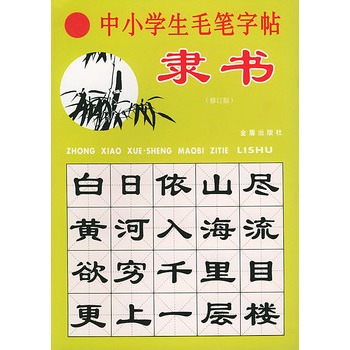 中小学生毛笔字帖
隶书
(修订版)
金盾出版社
ZHONG XIAO XUE-SHENG MAOBI ZITIE LISHU
白日依山尽
黄河入海流
欲穷千里目
更上一层楼